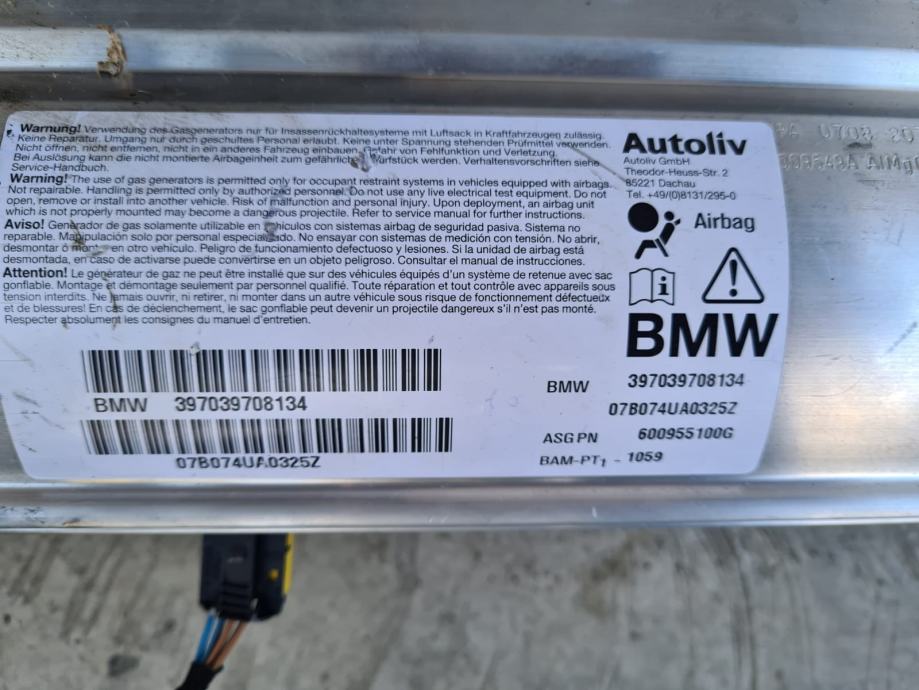 Warnung! Verwendung des Gasgenerators nur für Insassenrückhaltesysteme mit Luftsack in Kraftfahrzeugen zulässig.
Keine Reparatur. Umgang nur durch geschultes Personal erlaubt. Keine unter Spannung stehenden Prüfmittel verwenden.
Nicht öffnen, nicht entfernen, nicht in ein anderes Fahrzeug einbauen. Gefahr von Fehlfunktion und Verletzung.
Bei Auslösung kann die nicht montierte Airbageinheit zum gefährlichen Wurfstück werden. Verhaltensvorschriften siehe
Service-Handbuch.
Warning! The use of gas generators is permitted only for occupant restraint systems in vehicles equipped with airbags.
Not repairable. Handling is permitted only by authorized personnel. Do not use any live electrical test equipment. Do not
open, remove or install into another vehicle. Risk of malfunction and personal injury. Upon deployment, an airbag unit
which is not properly mounted may become a dangerous projectile. Refer to service manual for further instructions.
Aviso! Generador de gas solamente utilizable en vehículos con sistemas airbag de seguridad pasiva. Sistema no
reparable. Manipulación solo por personal especializado. No ensayar con sistemas de medición con tensión. No abrir,
desmontar ó montar en otro vehículo. Peligro de funcionamiento defectuoso y lesiones. Si la unidad de airbag está
desmontada, en caso de activarse puede convertirse en un objeto peligroso. Consultar el manual de instrucciones.
Attention! Le générateur de gaz ne peut être installé que sur des véhicules équipés d'un système de retenue avec sac
gonflable. Montage et démontage seulement par personnel qualifié. Toute réparation et tout contrôle avec appareils sous
tension interdits. Ne jamais ouvrir, ni retirer, ni monter dans un autre véhicule sous risque de fonctionnement défectueux
et de blessures! En cas de déclenchement, le sac gonflable peut devenir un projectile dangereux s'il n'est pas monté.
Respecter absolument les consignes du manuel d'entretien.
Autoliv
Autoliv GmbH
Theodor-Heuss-Str. 2
85221 Dachau
Tel. +49/(0)8131/295-0
Airbag
BMW
BMW 397039708134
07B074UA0325Z
ASG PN 600955100G
BAM-PT1 - 1059
BMW 397039708134
07B074UA0325Z